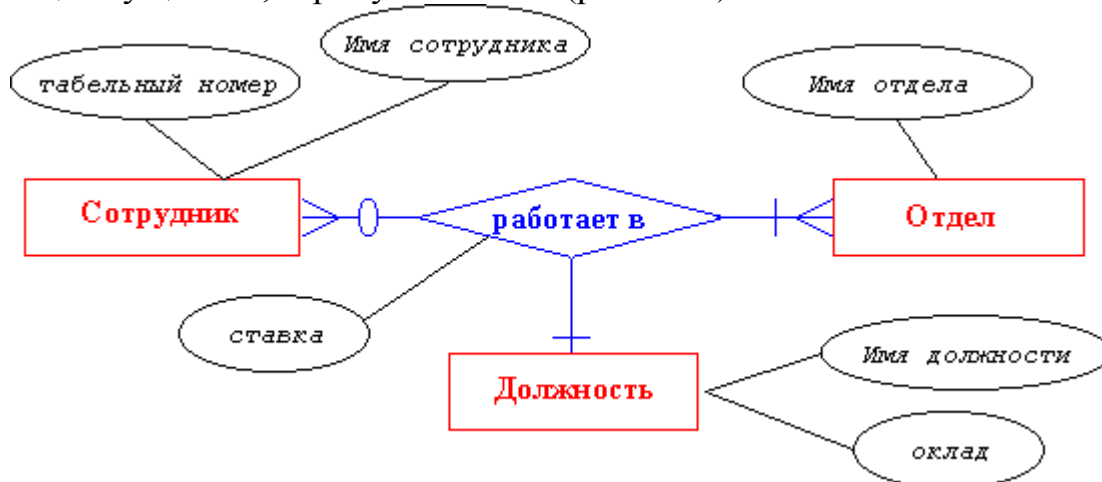 Имя сотрудника
табельный номер
Имя отдела
Сотрудник
работает в
Отдел
ставка
Имя должности
Должность
оклад